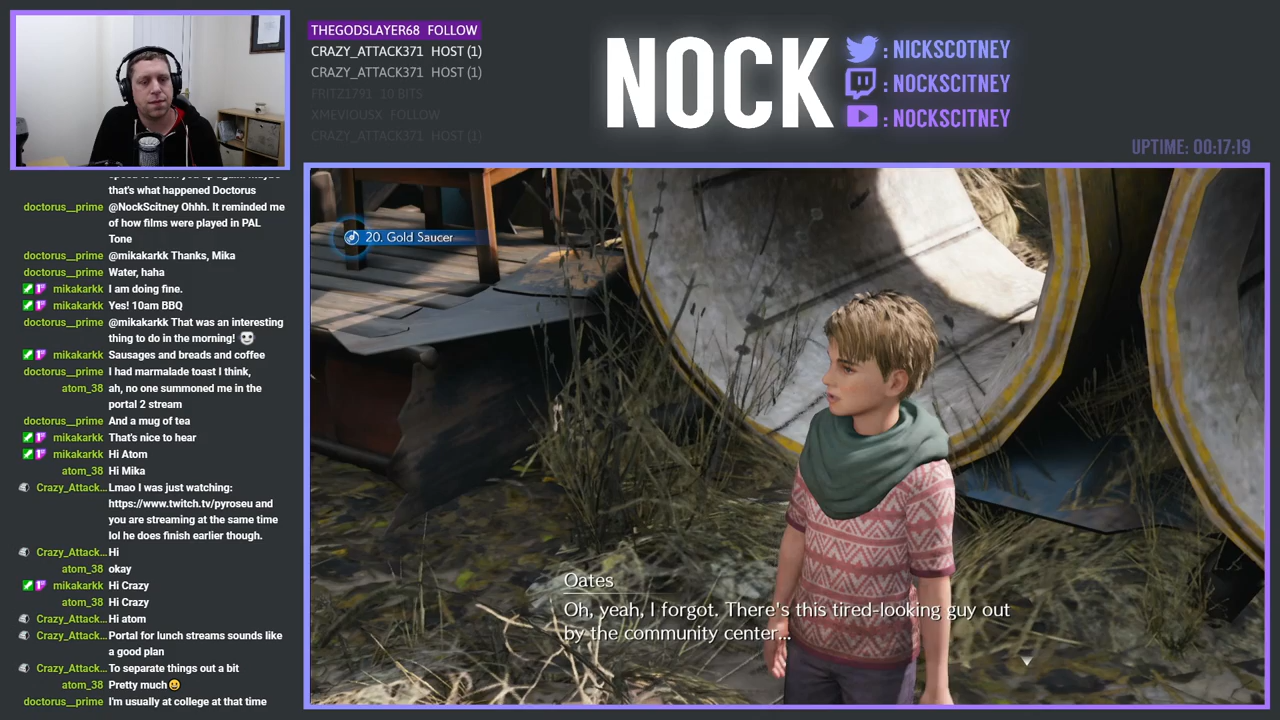 THEGODSLAYER68 FOLLOW
CRAZY_ATTACK371 HOST (1)
CRAZY_ATTACK371 HOST (1)
FRITZ1791 10 BITS
XMEVIOUSX FOLLOW
CRAZY_ATTACK371 HOST (1)
NOCK
: NICKSCOTNEY
: NOCKSCITNEY
: NOCKSCITNEY
UPTIME: 00:17:19
that's what happened Doctorus
doctorus__prime @NockScitney Ohhh. It reminded me
of how films were played in PAL
Tone
doctorus__prime @mikakarkk Thanks, Mika
doctorus__prime Water, haha
mikakarkk I am doing fine.
mikakarkk Yes! 10am BBQ
doctorus__prime @mikakarkk That was an interesting
thing to do in the morning!
mikakarkk Sausages and breads and coffee
doctorus__prime I had marmalade toast I think,
atom_38 ah, no one summoned me in the
portal 2 stream
doctorus__prime And a mug of tea
mikakarkk That's nice to hear
mikakarkk Hi Atom
atom_38 Hi Mika
Crazy_Attack... Lmao I was just watching:
https://www.twitch.tv/pyroseu and
you are streaming at the same time
lol he does finish earlier though.
Crazy_Attack... Hi
atom_38 okay
mikakarkk Hi Crazy
atom_38 Hi Crazy
Crazy_Attack... Hi atom
Crazy_Attack... Portal for lunch streams sounds like
a good plan
Crazy_Attack... To separate things out a bit
atom_38 Pretty much
doctorus__prime I'm usually at college at that time
20. Gold Saucer
Oates
Oh, yeah, I forgot. There's this tired-looking guy out
by the community center...